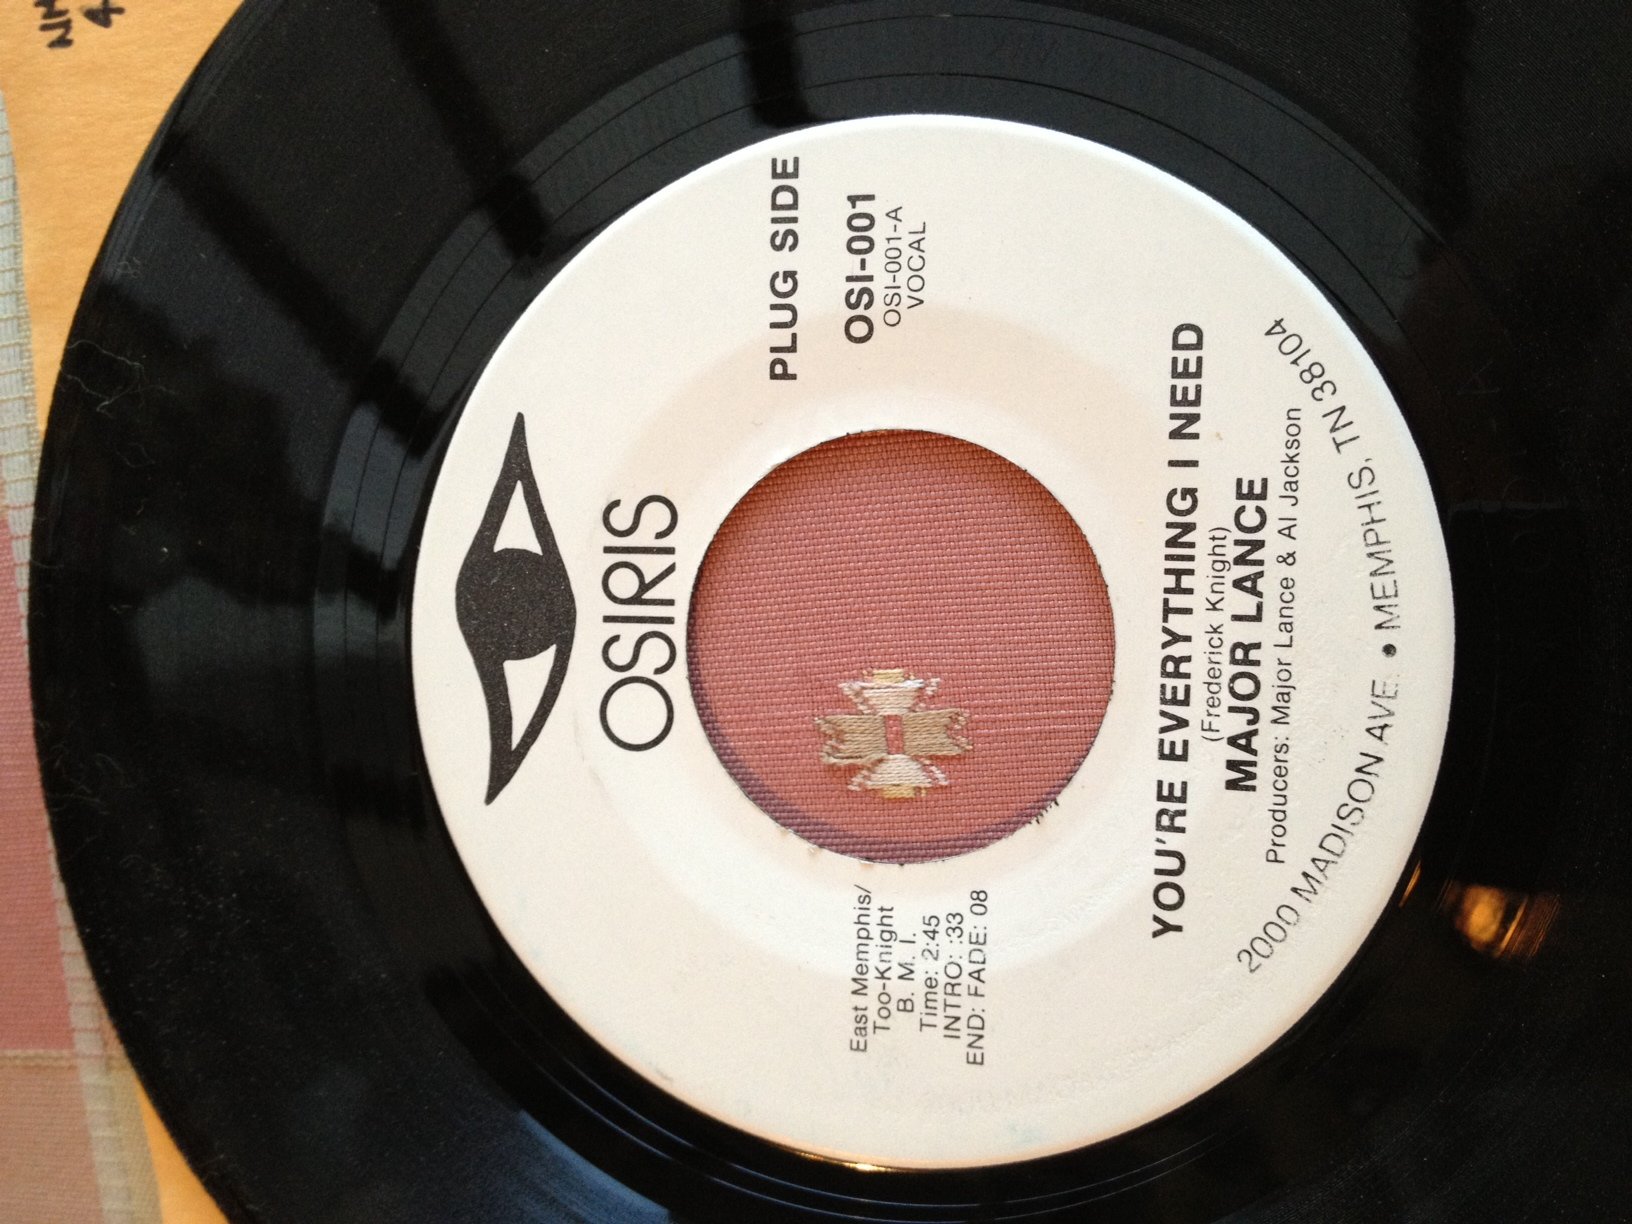 OSIRIS
PLUG SIDE
OSI-001
OSI-001-A
VOCAL
East Memphis/
Too-Knight
B. M. I.
Time: 2:45
INTRO: :33
END: FADE: 08
YOU'RE EVERYTHING I NEED
(Frederick Knight)
MAJOR LANCE
Producers: Major Lance & Al Jackson
2000 MADISON AVE. • MEMPHIS, TN 38104